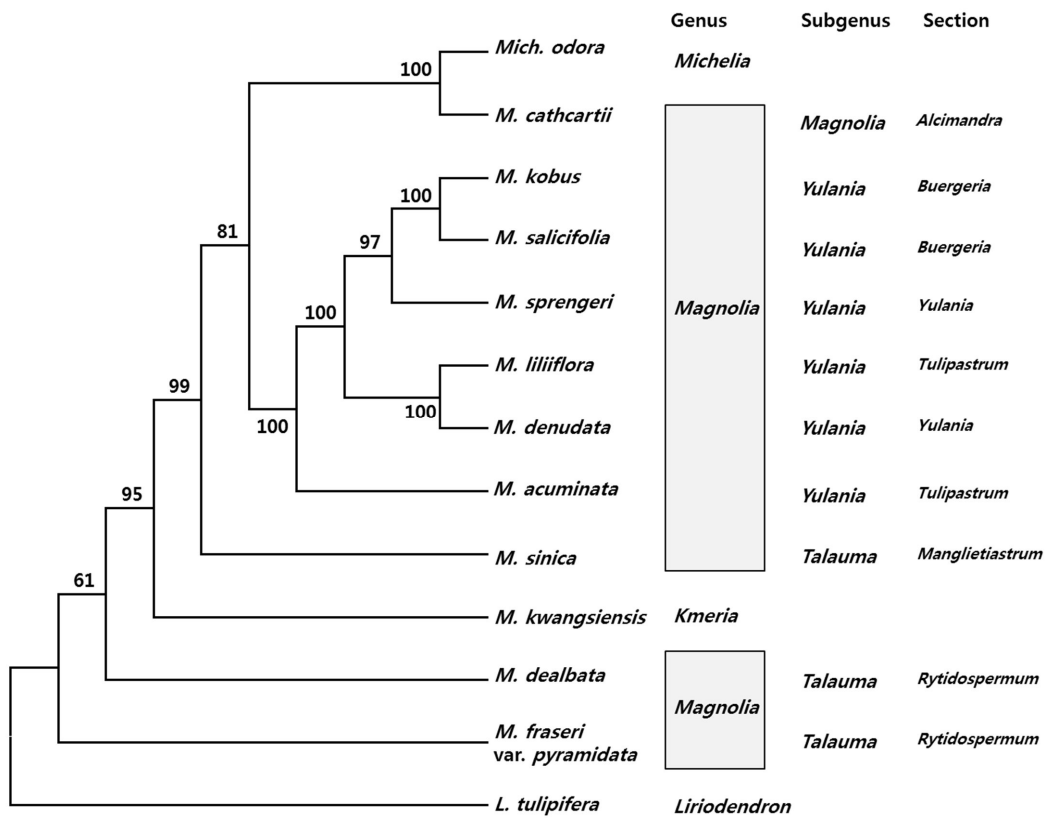 Genus Subgenus Section
Mich. odora Michelia
100
M. cathcartii Magnolia Alcimandra
M. kobus Yulania Buergeria
100
M. salicifolia Yulania Buergeria
81
97
M. sprengeri Magnolia Yulania Yulania
100
M. liliiflora Yulania Tulipastrum
99
100
100
M. denudata Yulania Yulania
M. acuminata Yulania Tulipastrum
95
M. sinica Talauma Manglietiastrum
61
M. kwangsiensis Kmeria
M. dealbata Talauma Rytidospermum
Magnolia
M. fraseri Talauma Rytidospermum
var. pyramidata
L. tulipifera Liriodendron